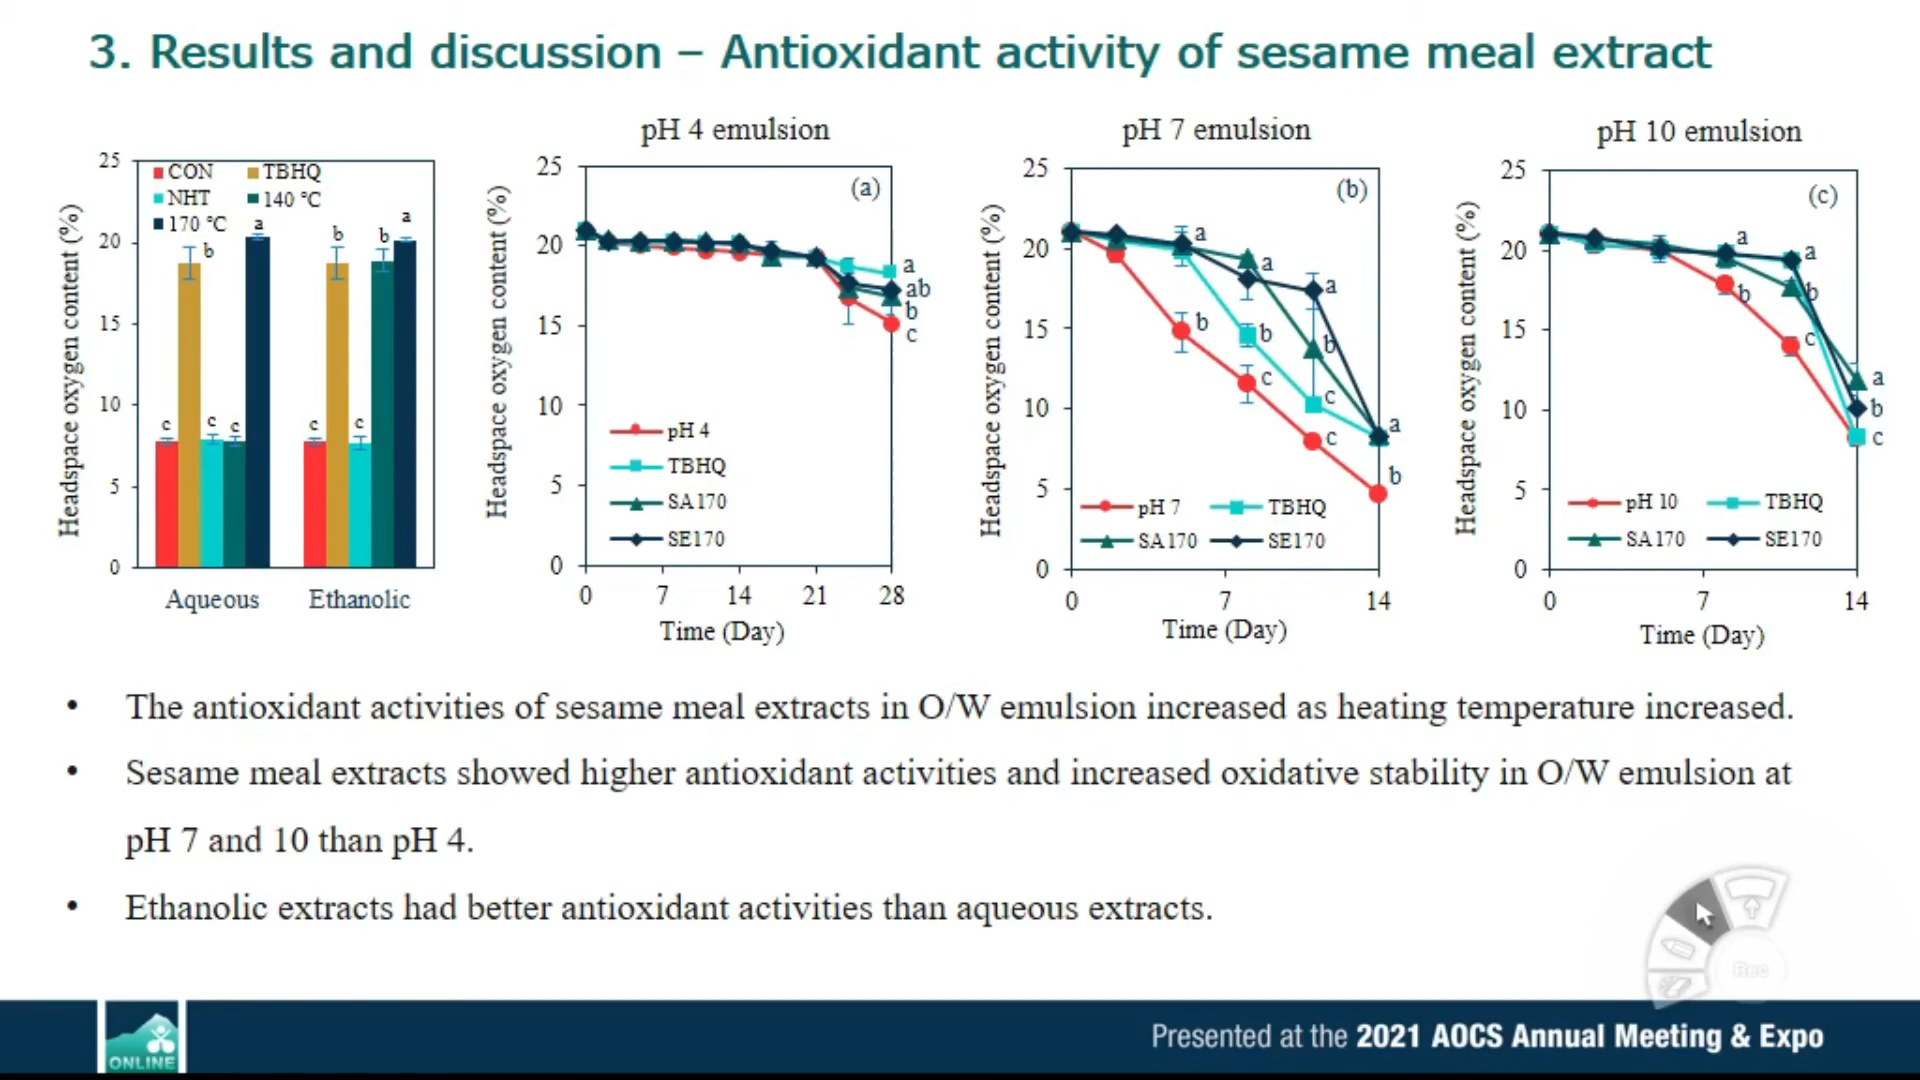 3. Results and discussion – Antioxidant activity of sesame meal extract
Headspace oxygen content (%)
25
20
15
10
5
0
CON
TBHQ
NHT
140 °C
170 °C
c
b
c
c
a
c
b
c
b
a
Aqueous
Ethanolic
pH 4 emulsion
Headspace oxygen content (%)
25
20
15
10
5
0
(a)
a
ab
b
c
pH 4
TBHQ
SA170
SE170
0
7
14
21
28
Time (Day)
pH 7 emulsion
Headspace oxygen content (%)
25
20
15
10
5
0
(b)
a
b
a
b
c
a
b
c
c
a
b
pH 7
TBHQ
SA170
SE170
0
7
14
Time (Day)
pH 10 emulsion
Headspace oxygen content (%)
25
20
15
10
5
0
(c)
a
b
a
b
c
a
b
c
pH 10
TBHQ
SA170
SE170
0
7
14
Time (Day)
• The antioxidant activities of sesame meal extracts in O/W emulsion increased as heating temperature increased.
• Sesame meal extracts showed higher antioxidant activities and increased oxidative stability in O/W emulsion at
pH 7 and 10 than pH 4.
• Ethanolic extracts had better antioxidant activities than aqueous extracts.
Rec
ONLINE
Presented at the 2021 AOCS Annual Meeting & Expo